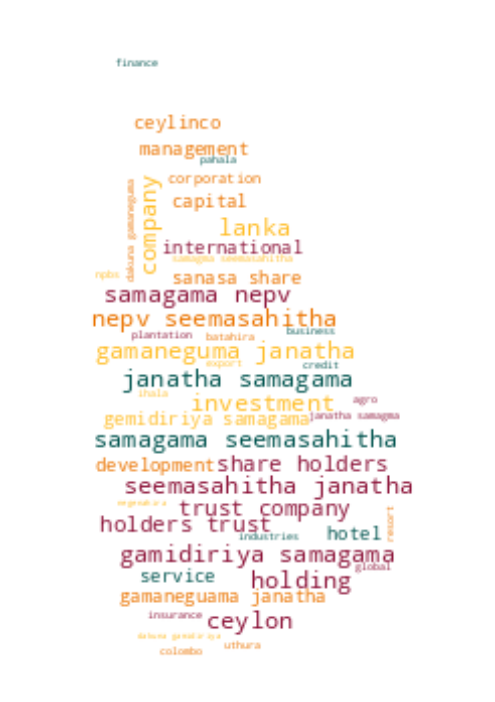 finance
ceylinco
management
pahala
corporation
dakuna gamaneguma
company
capital
lanka
international
samagma seemasahitha
npbs
sanasa share
samagama nepv
nepv seemasahitha
business
plantation
batahira
gamaneguma janatha
export
credit
janatha samagama
ihala
investment
agro
gemidiriya samagama
janatha samagma
samagama seemasahitha
development
share holders
seemasahitha janatha
trust company
holders trust
resort
industries
hotel
gamidiriya samagama
global
service
holding
gamaneguama janatha
insurance
ceylon
dakuna gamidiriya
uthura
colombo